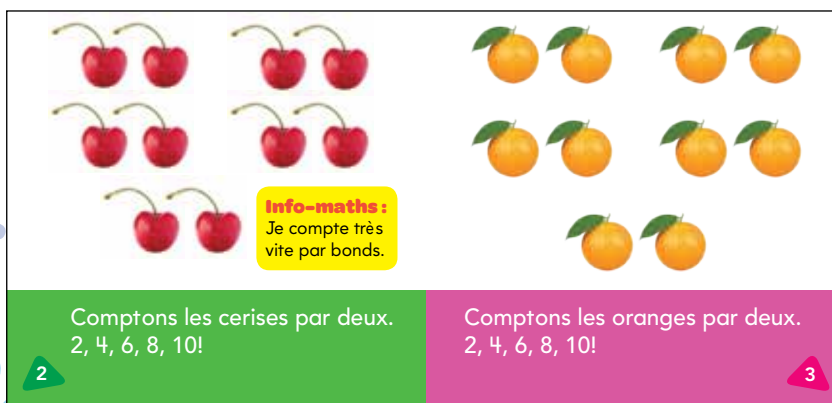 Info-maths :
Je compte très
vite par bonds.
Comptons les cerises par deux.
2, 4, 6, 8, 10!
2
Comptons les oranges par deux.
2, 4, 6, 8, 10!
3